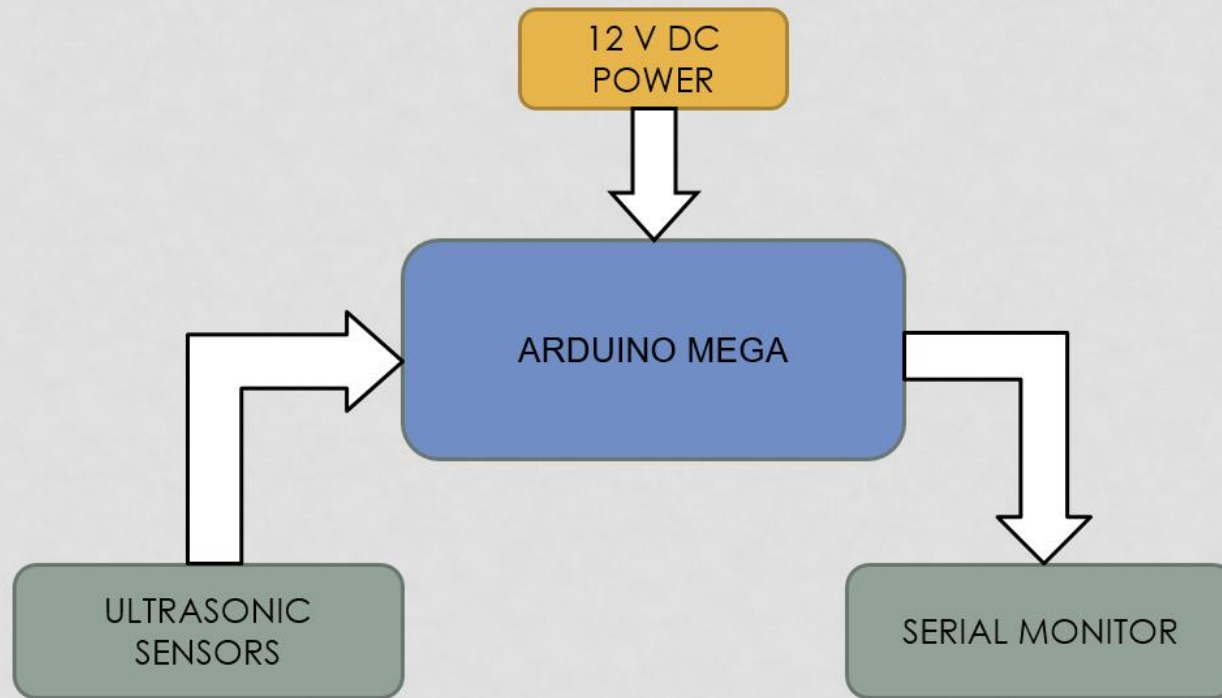 12 V DC
POWER
ARDUINO MEGA
ULTRASONIC
SENSORS
SERIAL MONITOR